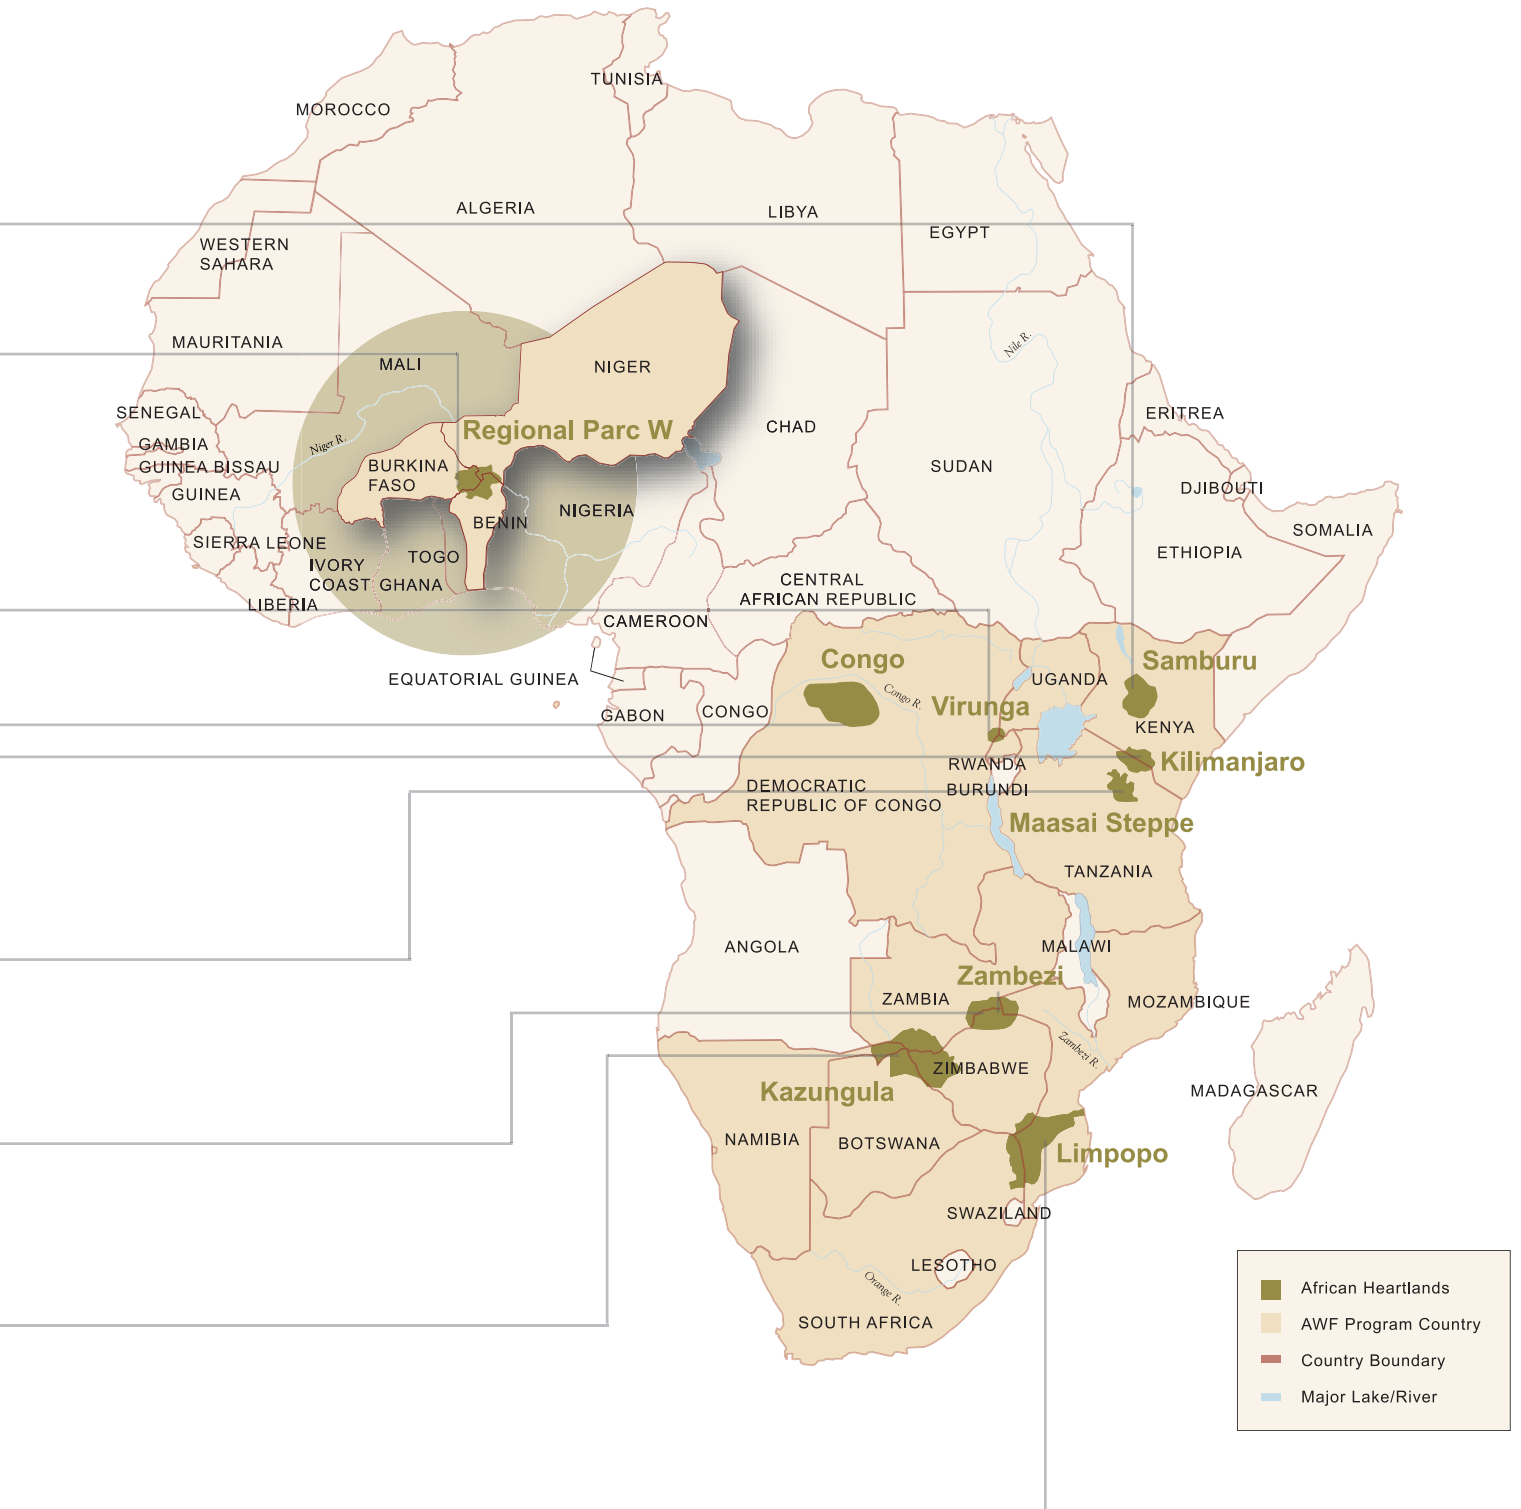 TUNISIA
MOROCCO
ALGERIA
LIBYA
EGYPT
WESTERN
SAHARA
MAURITANIA
MALI
NIGER
Nile R.
SENEGAL
GAMBIA
GUINEA BISSAU
GUINEA
Niger R.
Regional Parc W
CHAD
ERITREA
SUDAN
BURKINA
FASO
DJIBOUTI
SOMALIA
BENIN
NIGERIA
ETHIOPIA
SIERRA LEONE
IVORY
COAST
TOGO
GHANA
LIBERIA
CENTRAL
AFRICAN REPUBLIC
CAMEROON
EQUATORIAL GUINEA
Congo
UGANDA
Samburu
GABON
CONGO
Congo R.
Virunga
KENYA
RWANDA
Kilimanjaro
DEMOCRATIC
REPUBLIC OF CONGO
BURUNDI
Maasai Steppe
TANZANIA
ANGOLA
MALAWI
Zambezi
ZAMBIA
MOZAMBIQUE
Zambezi R.
ZIMBABWE
Kazungula
MADAGASCAR
NAMIBIA
BOTSWANA
Limpopo
SWAZILAND
LESOTHO
Orange R.
SOUTH AFRICA
African Heartlands
AWF Program Country
Country Boundary
Major Lake/River